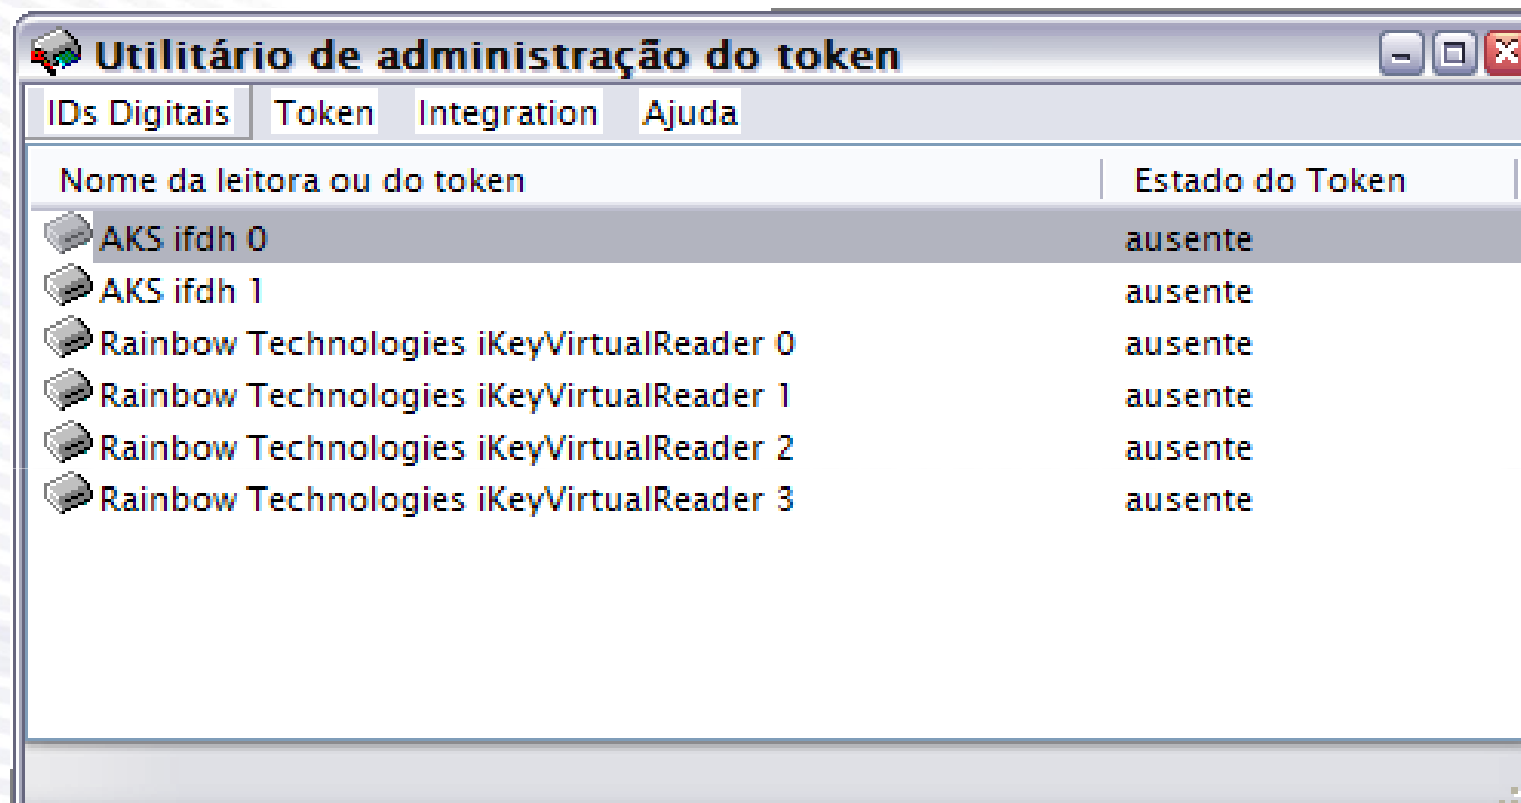 Utilitário de administração do token
IDs Digitais Token Integration Ajuda
Nome da leitora ou do token Estado do Token
AKS ifdh 0 ausente
AKS ifdh 1 ausente
Rainbow Technologies iKeyVirtualReader 0 ausente
Rainbow Technologies iKeyVirtualReader 1 ausente
Rainbow Technologies iKeyVirtualReader 2 ausente
Rainbow Technologies iKeyVirtualReader 3 ausente